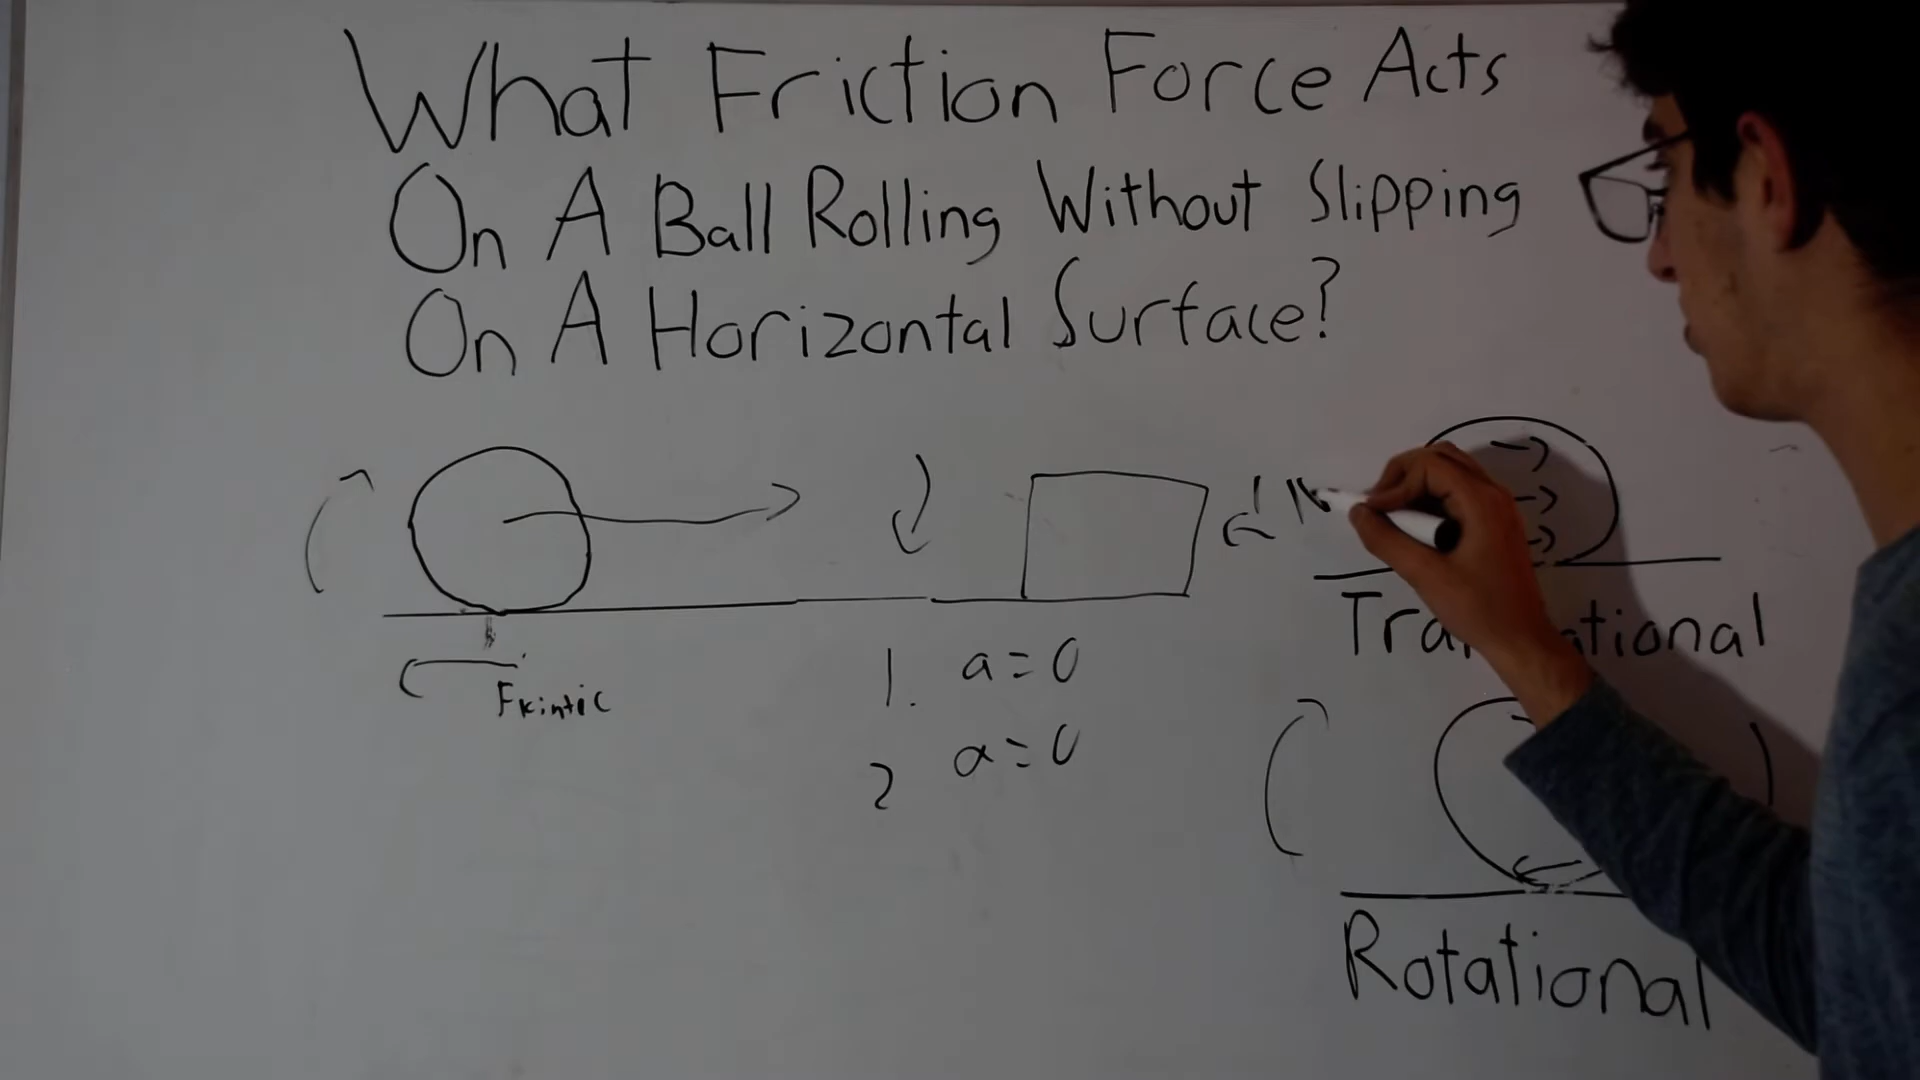 What Friction Force Acts
On A Ball Rolling Without Slipping
On A Horizontal Surface?
Fkintic
1. a=0
2 α=0
Rotational